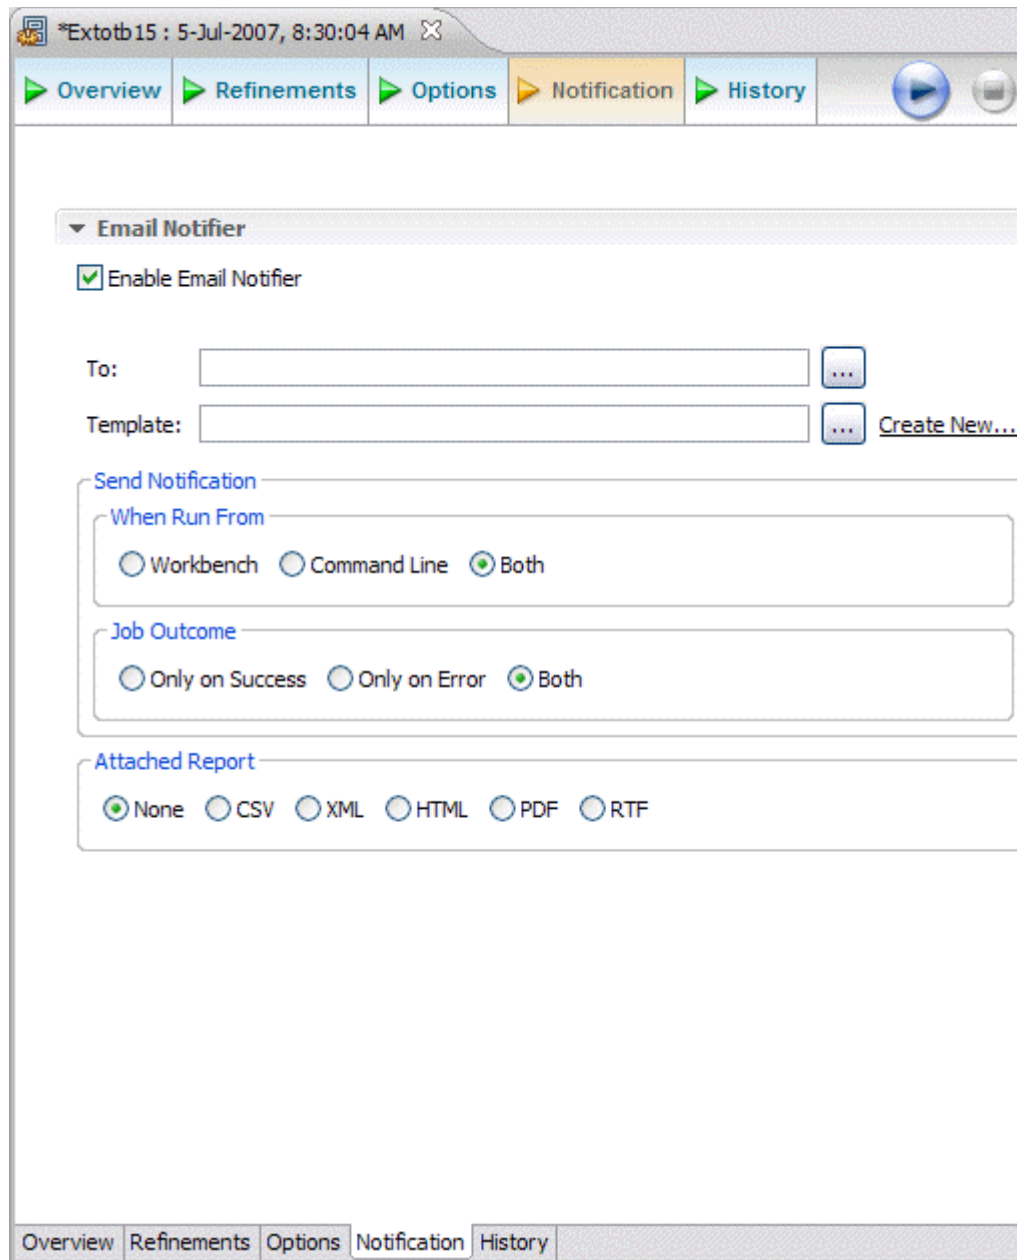 *Extotb15 : 5-Jul-2007, 8:30:04 AM
Overview Refinements Options Notification History
Email Notifier
Enable Email Notifier
To: ...
Template: ... Create New...
Send Notification
When Run From
Workbench Command Line Both
Job Outcome
Only on Success Only on Error Both
Attached Report
None CSV XML HTML PDF RTF
Overview Refinements Options Notification History